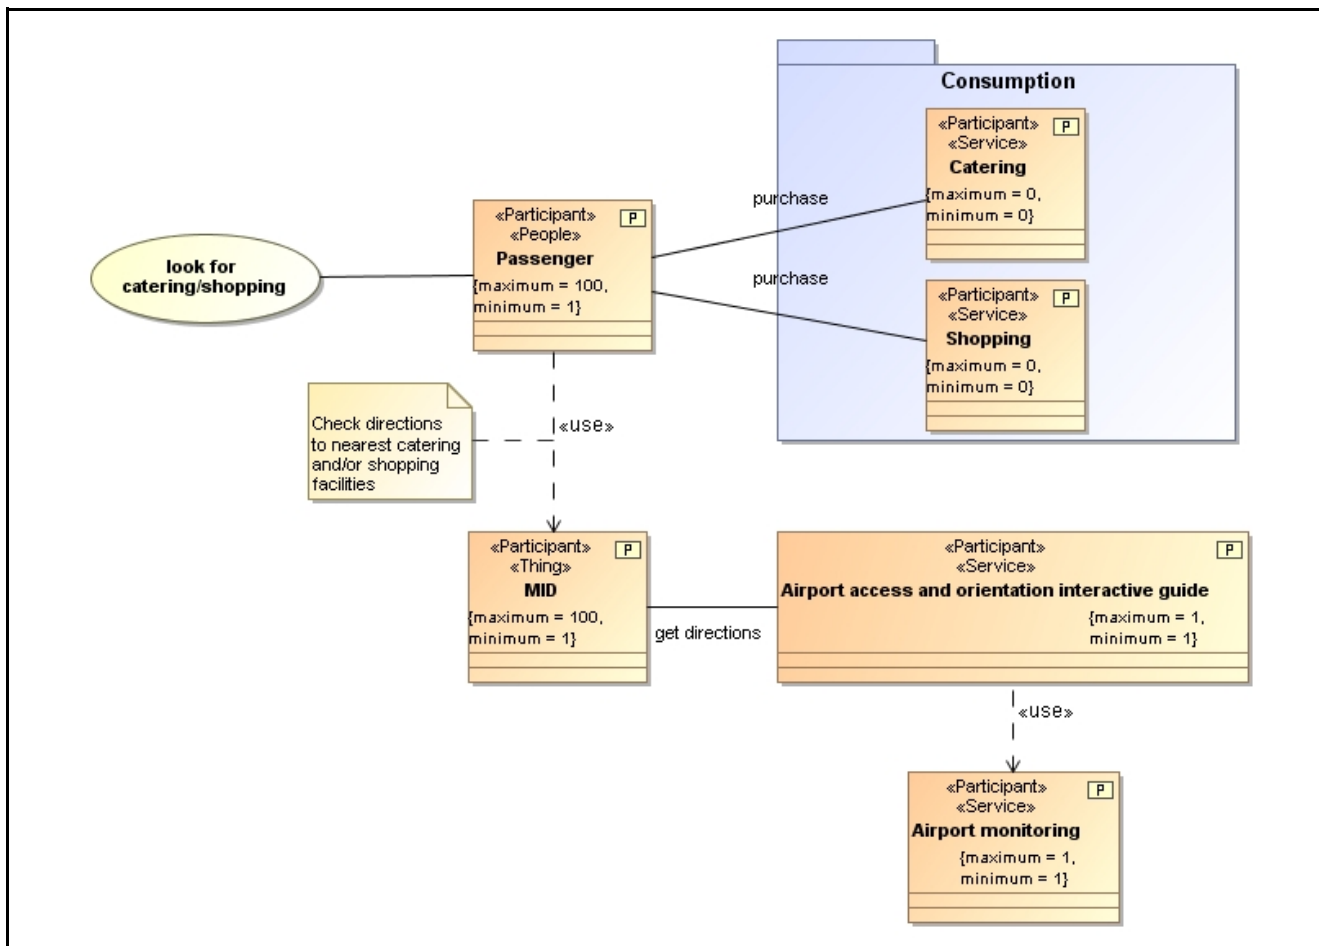 Consumption
«Participant»
P
«Service»
Catering
{maximum = 0,
minimum = 0}
purchase
«Participant»
P
«People»
Passenger
{maximum = 100,
minimum = 1}
look for
catering/shopping
purchase
«Participant»
P
«Service»
Shopping
{maximum = 0,
minimum = 0}
Check directions
to nearest catering
and/or shopping
facilities
«use»
«Participant»
P
«Thing»
MID
{maximum = 100,
minimum = 1}
get directions
«Participant»
P
«Service»
Airport access and orientation interactive guide
{maximum = 1,
minimum = 1}
«use»
«Participant»
P
«Service»
Airport monitoring
{maximum = 1,
minimum = 1}